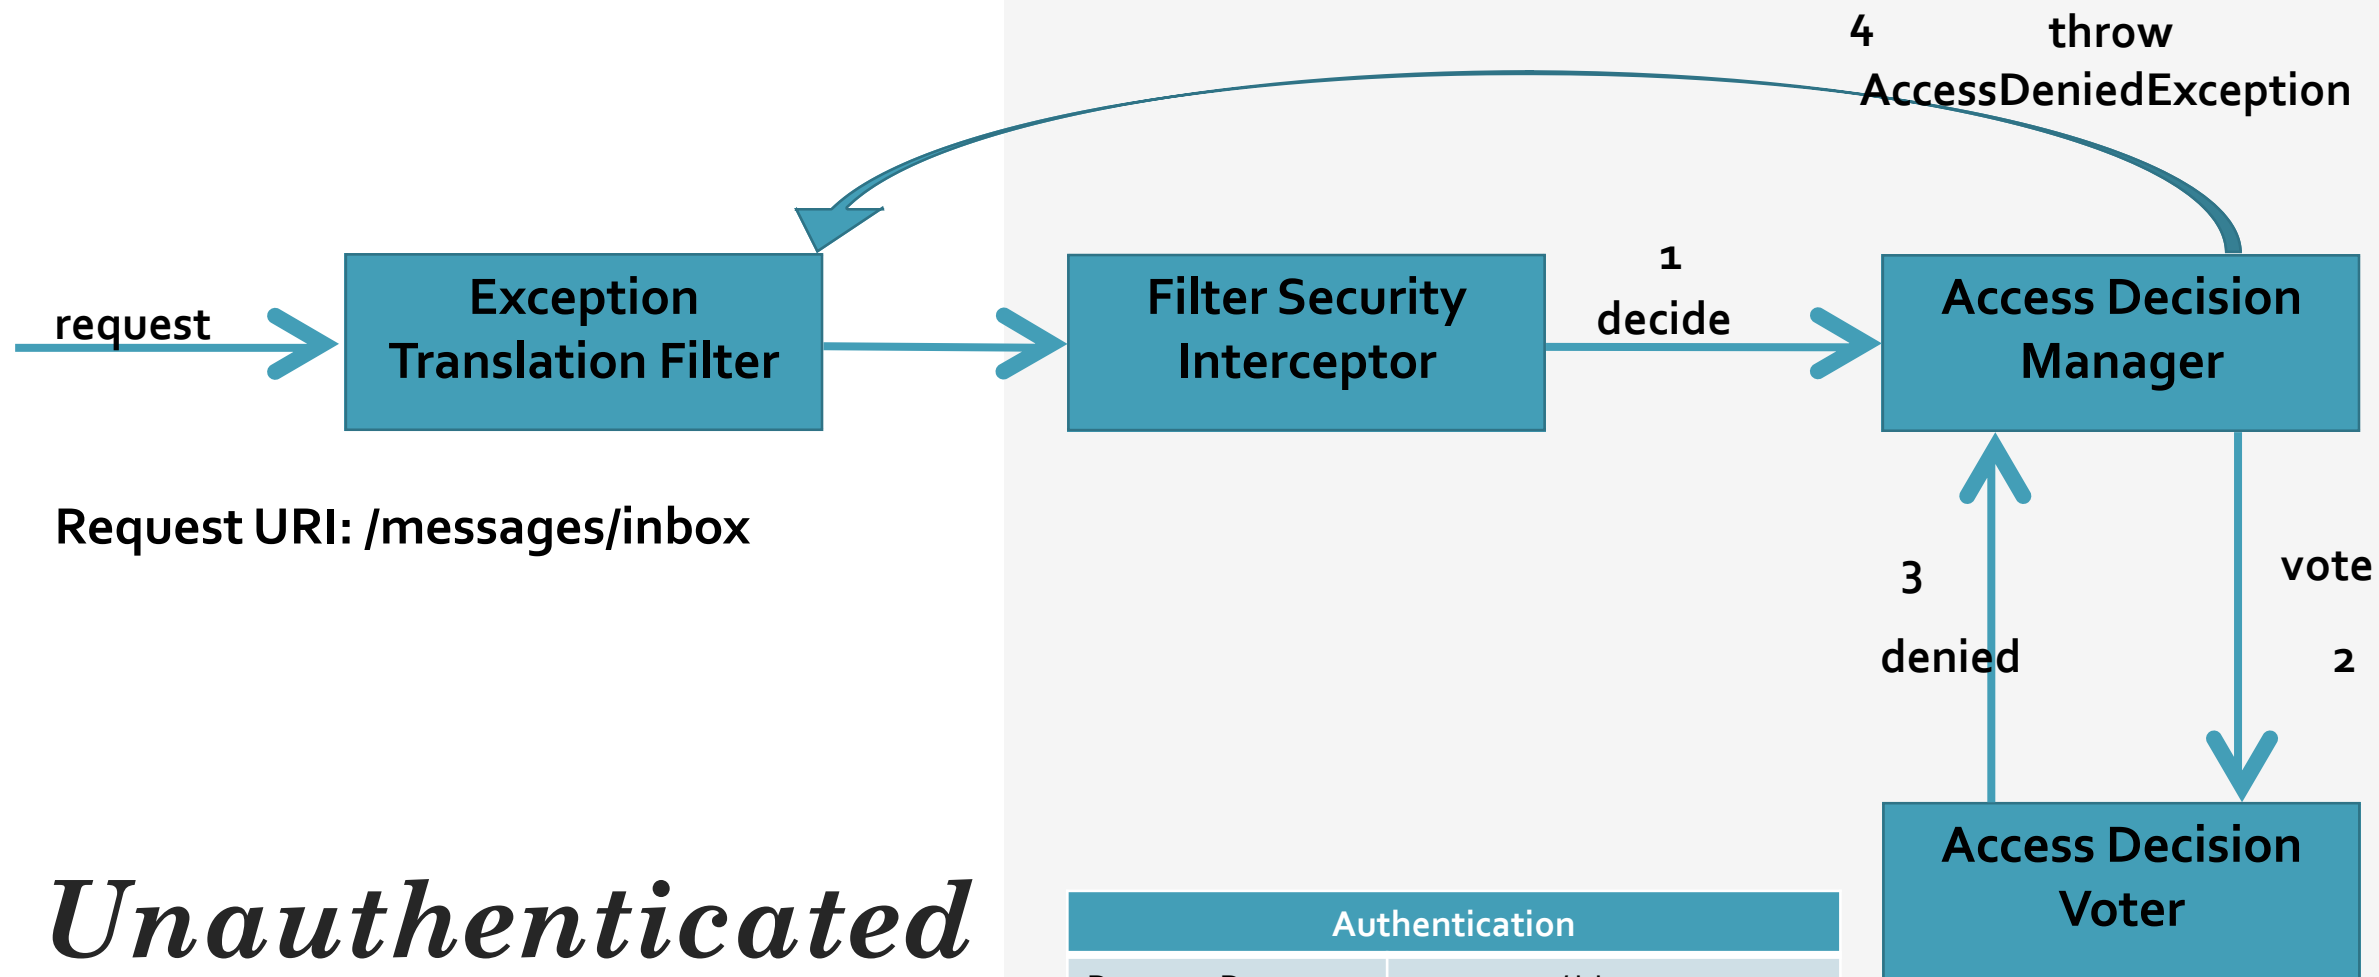 4 throw
AccessDeniedException
request
Exception
Translation Filter
Filter Security
Interceptor
1
decide
Access Decision
Manager
Request URI: /messages/inbox
3
denied
vote
2
Access Decision
Voter
Unauthenticated
Authentication